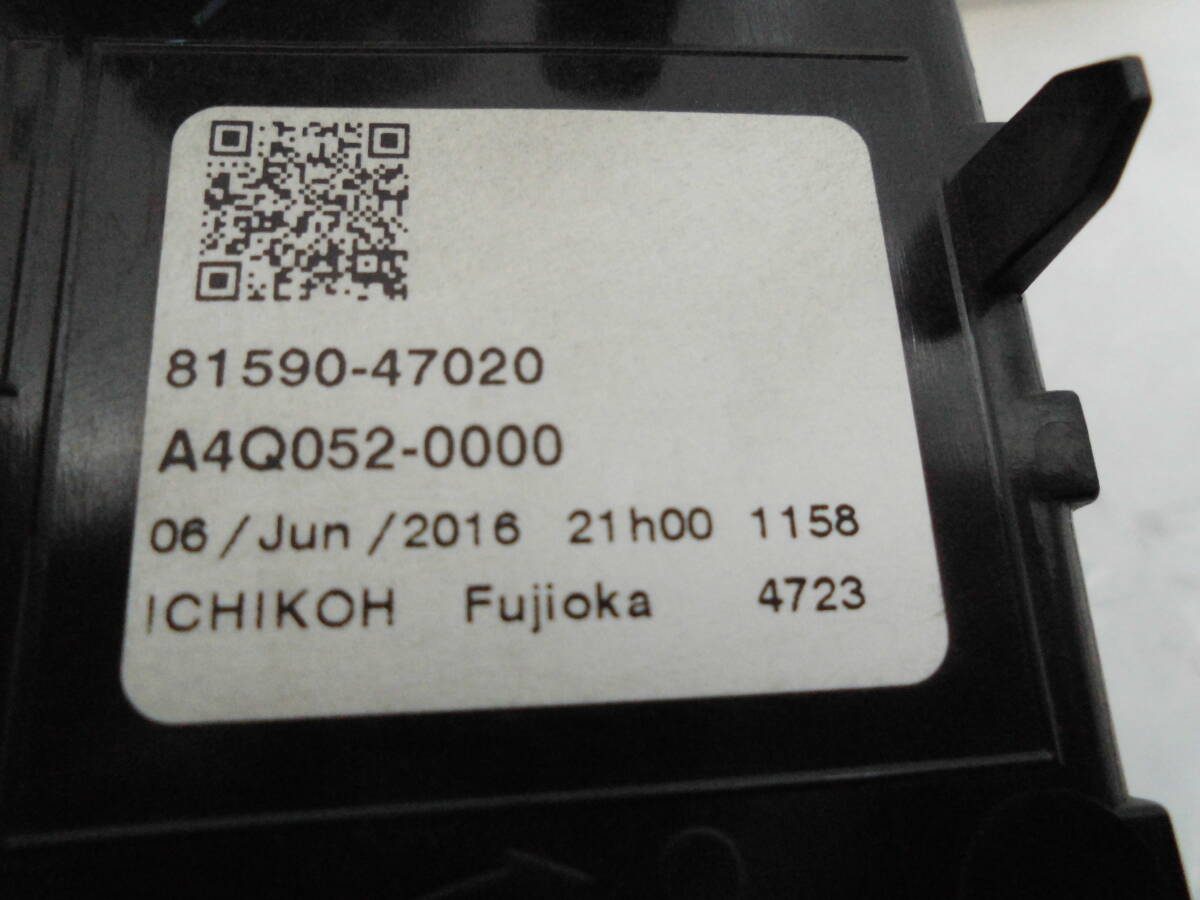 81590-47020
A4Q052-0000
06/Jun/2016 21h00 1158
ICHIKOH Fujioka 4723